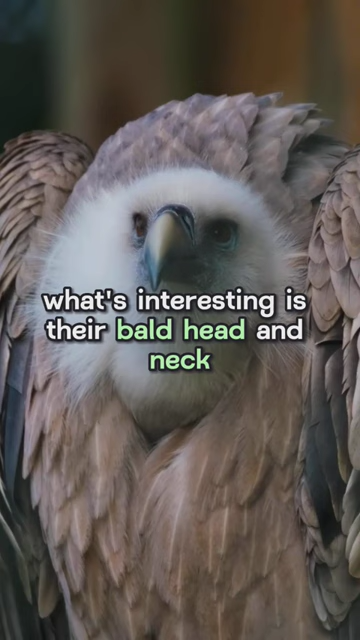 what's interesting is
their bald head and
neck